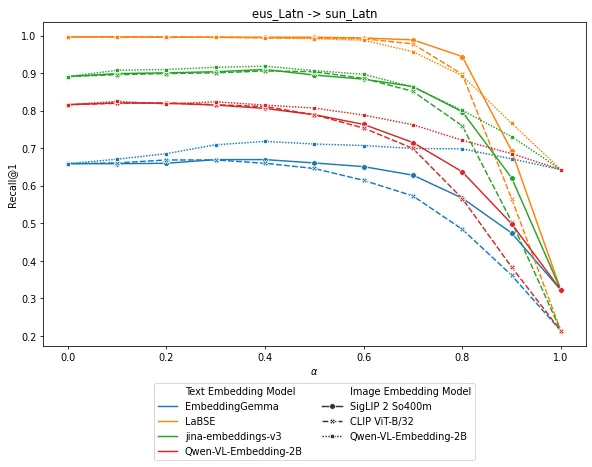 eus_Latn -> sun_Latn
Recall@1
1.0
0.9
0.8
0.7
0.6
0.5
0.4
0.3
0.2
0.0 0.2 0.4 0.6 0.8 1.0
α
Text Embedding Model Image Embedding Model
EmbeddingGemma SigLIP 2 So400m
LaBSE CLIP ViT-B/32
jina-embeddings-v3 Qwen-VL-Embedding-2B
Qwen-VL-Embedding-2B